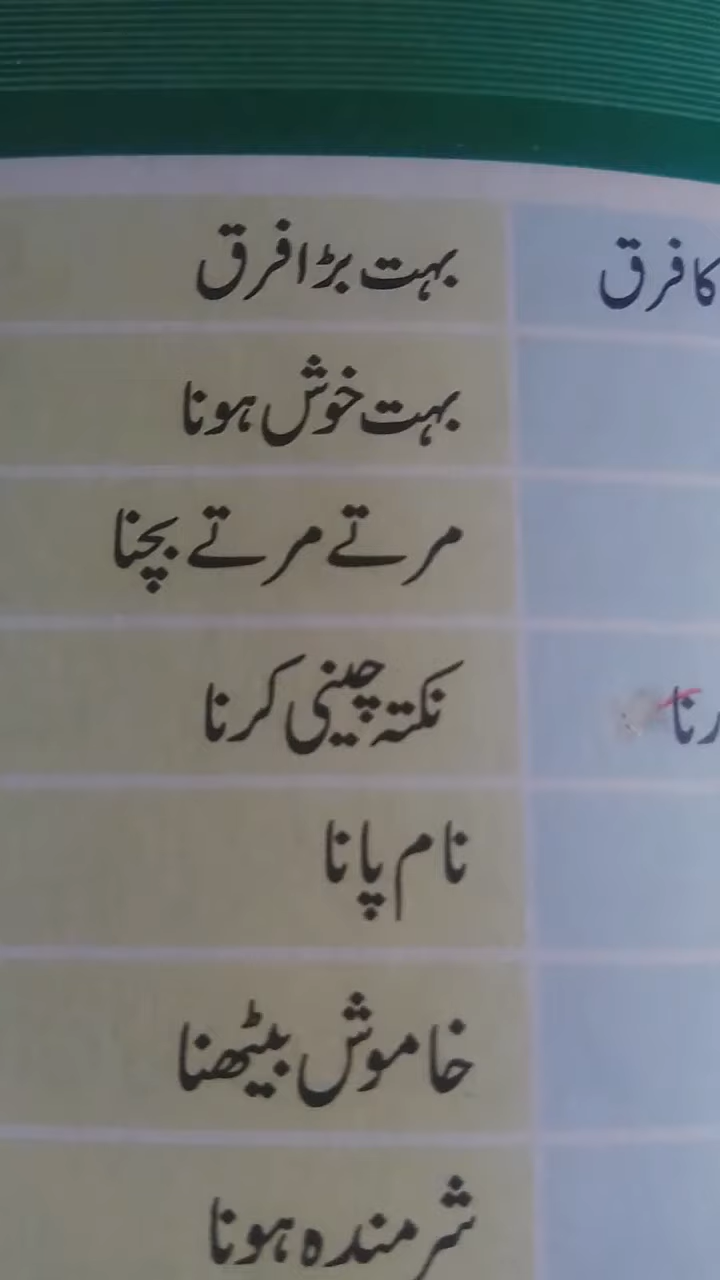 کا فرق بہت بڑا فرق
بہت خوش ہونا
مرتے مرتے بچنا
رنا نکتہ چینی کرنا
نام پانا
خاموش بیٹھنا
شرمندہ ہونا